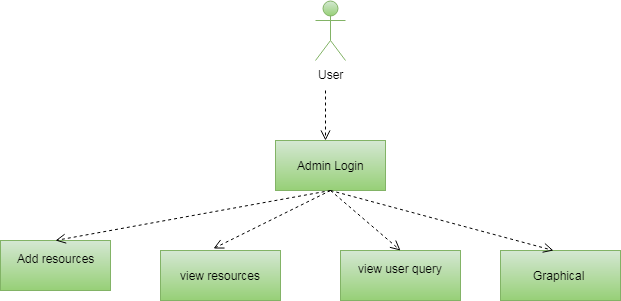 User
Admin Login
Add resources
view resources
view user query
Graphical